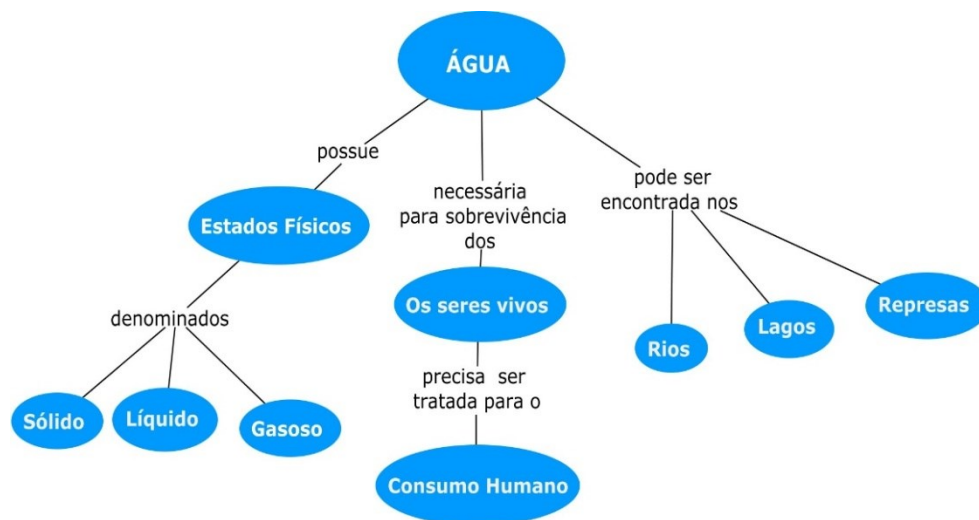 ÁGUA
possue
Estados Físicos
denominados
Sólido
Líquido
Gasoso
necessária
para sobrevivência
dos
Os seres vivos
precisa ser
tratada para o
Consumo Humano
pode ser
encontrada nos
Rios
Lagos
Represas